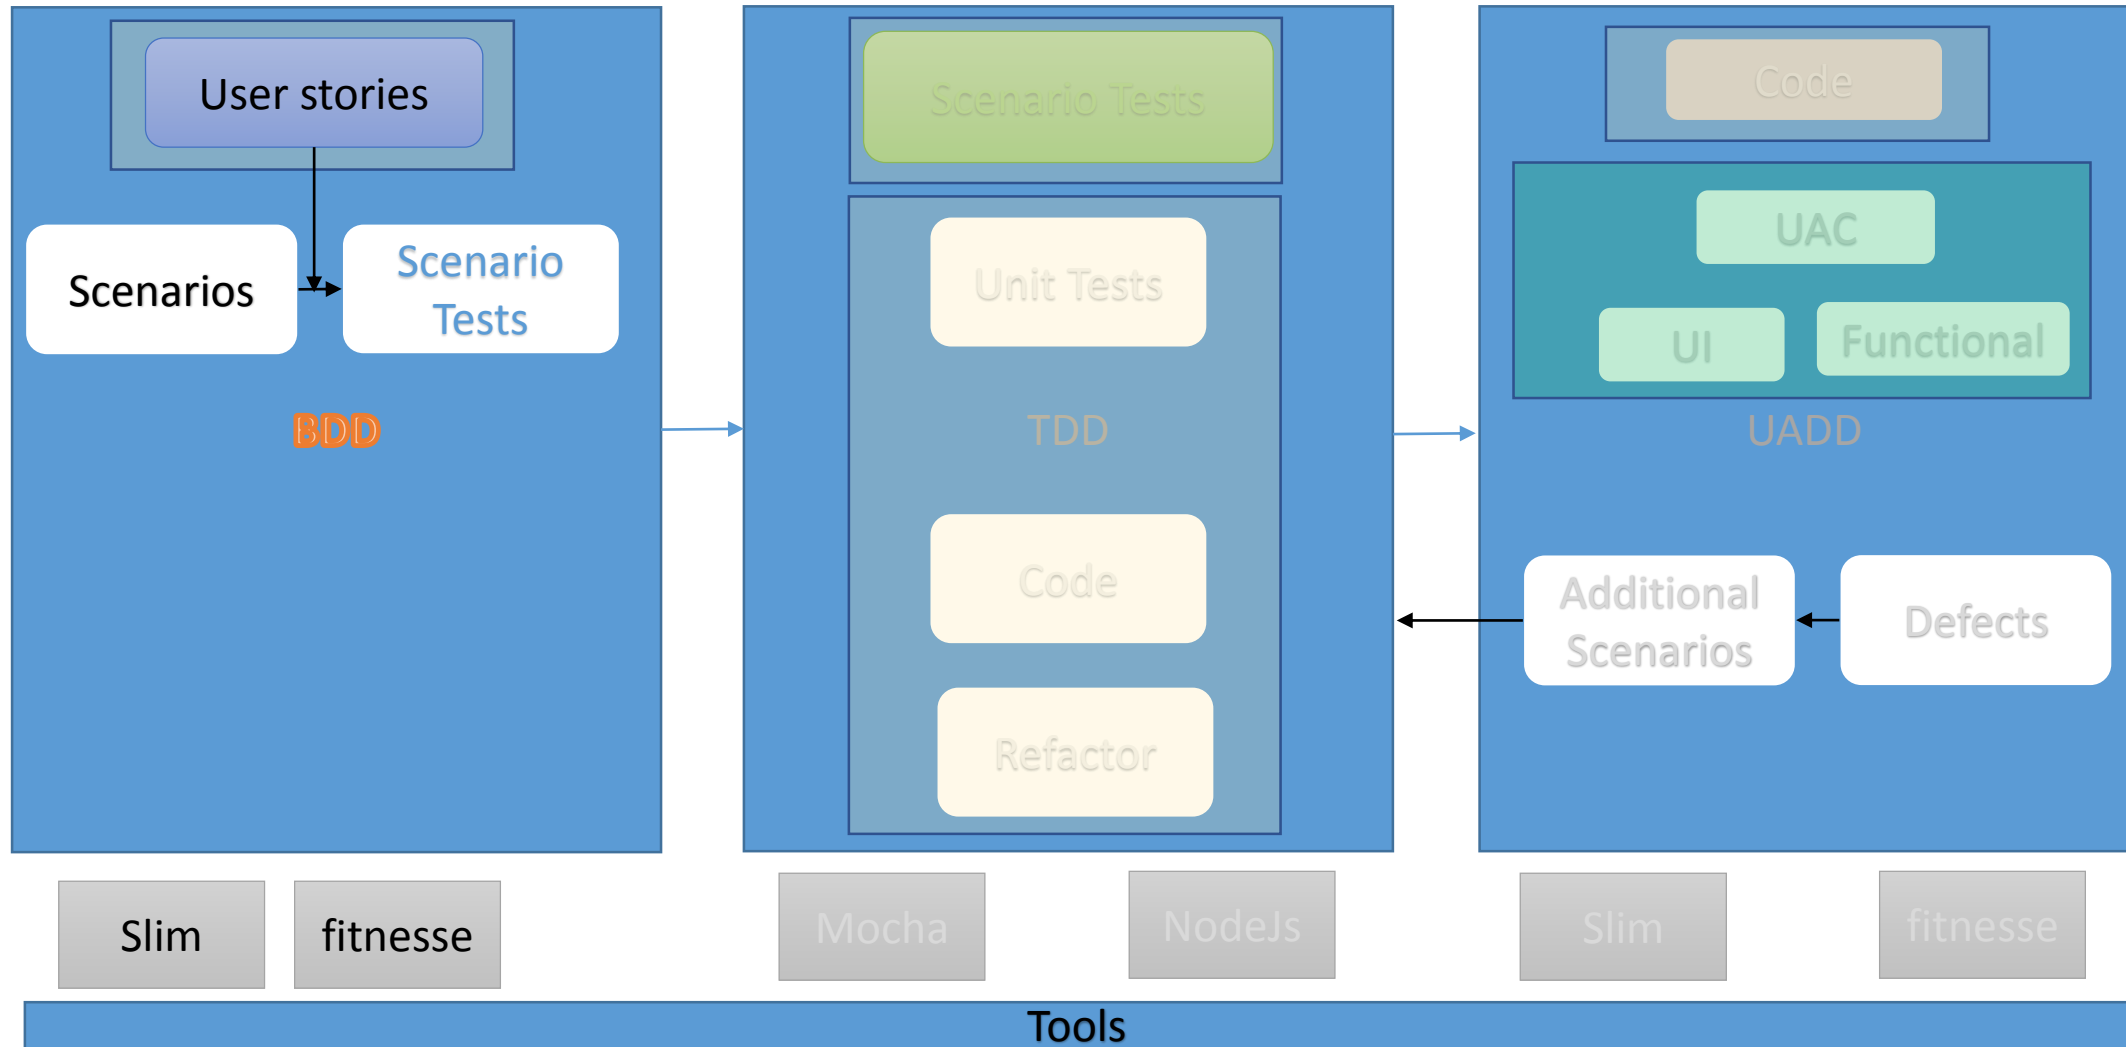 User stories
Scenarios
Scenario
Tests
BDD
Scenario Tests
Unit Tests
TDD
Code
Refactor
Code
UAC
UI
Functional
UADD
Additional
Scenarios
Defects
Slim
fitnesse
Mocha
NodeJs
Slim
fitnesse
Tools